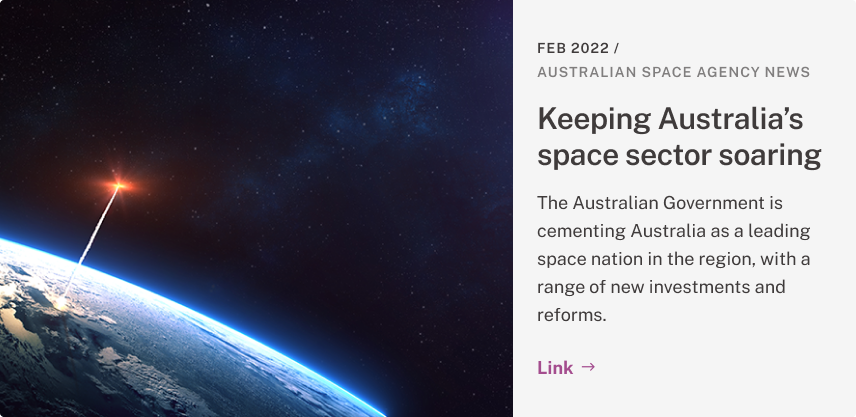 FEB 2022 /
AUSTRALIAN SPACE AGENCY NEWS
Keeping Australia’s
space sector soaring
The Australian Government is
cementing Australia as a leading
space nation in the region, with a
range of new investments and
reforms.
Link →